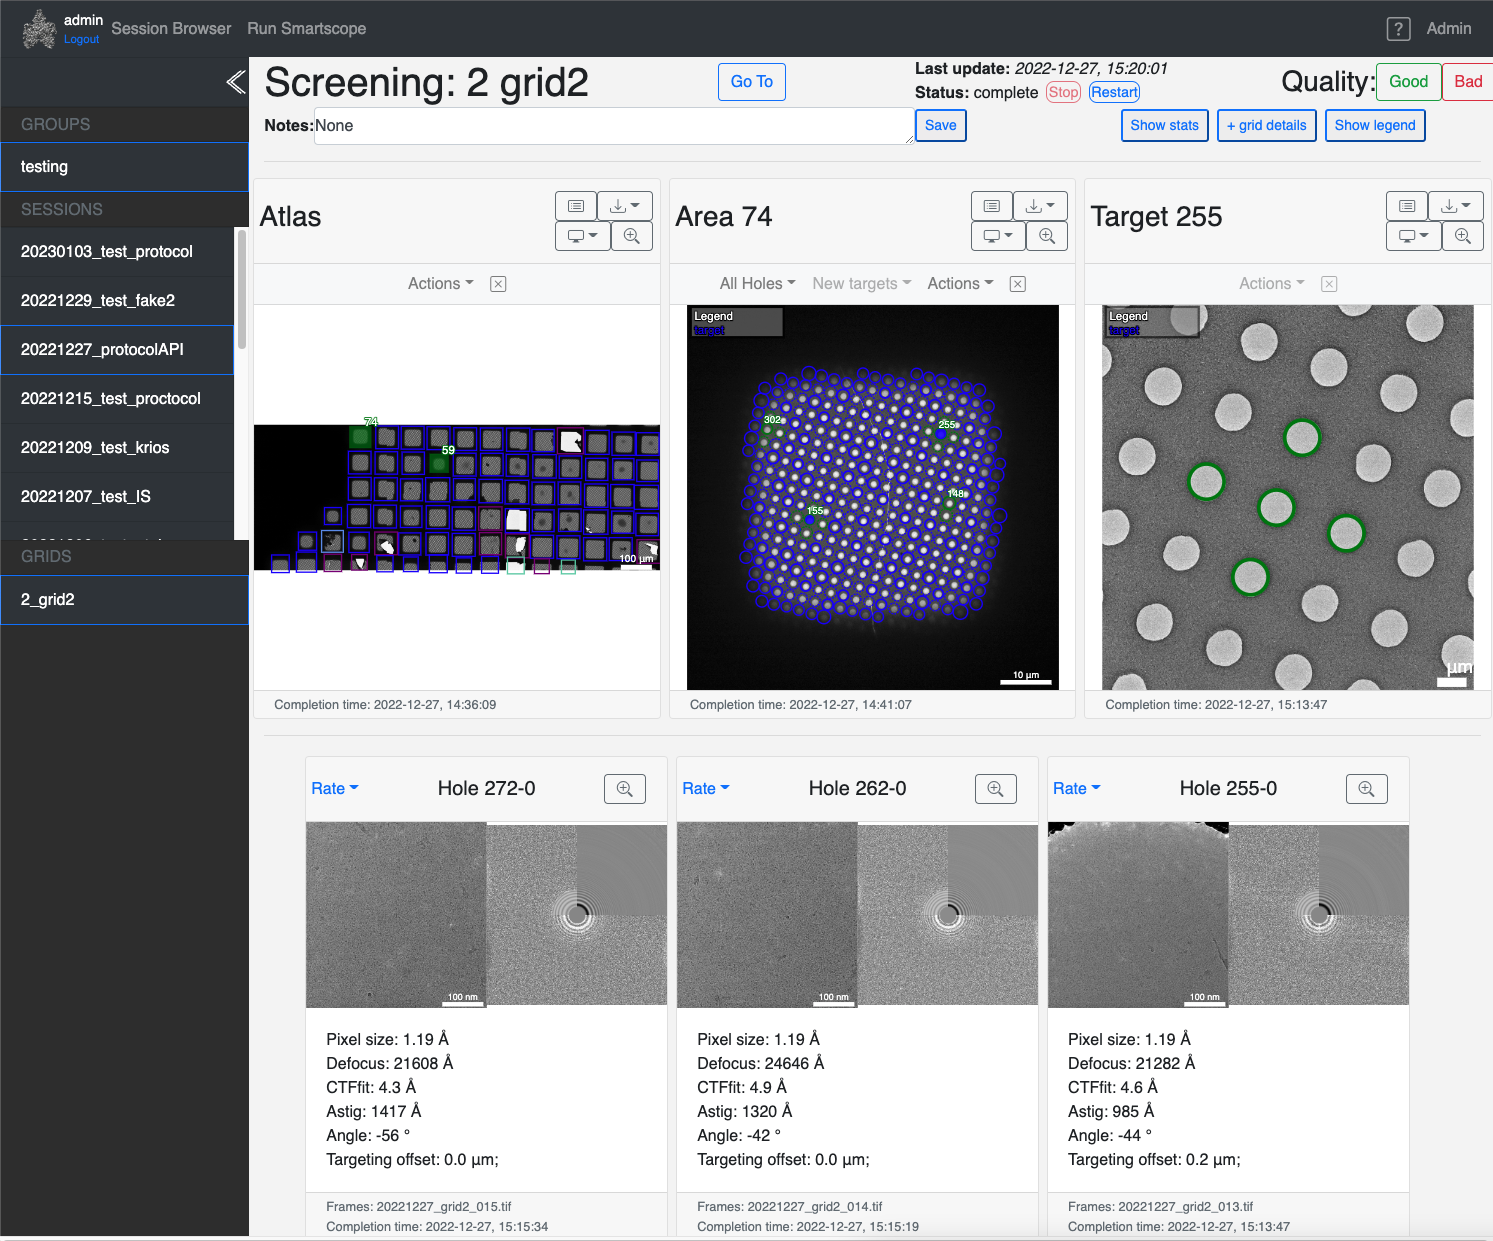 admin
Logout
Session Browser
Run Smartscope
?
Admin
GROUPS
testing
SESSIONS
20230103_test_protocol
20221229_test_fake2
20221227_protocolAPI
20221215_test_proctocol
20221209_test_krios
20221207_test_IS
GRIDS
2_grid2
Screening: 2 grid2
Go To
Last update: 2022-12-27, 15:20:01
Status: complete Stop Restart
Quality: Good Bad
Notes: None
Save
Show stats
+ grid details
Show legend
Atlas
Actions
74
59
100 µm
Completion time: 2022-12-27, 14:36:09
Area 74
All Holes New targets Actions
Legend
target
302
255
148
155
10 µm
Completion time: 2022-12-27, 14:41:07
Target 255
Actions
Legend
target
µm
Completion time: 2022-12-27, 15:13:47
Rate Hole 272-0
100 nm
Pixel size: 1.19 Å
Defocus: 21608 Å
CTFfit: 4.3 Å
Astig: 1417 Å
Angle: -56 °
Targeting offset: 0.0 µm;
Frames: 20221227_grid2_015.tif
Completion time: 2022-12-27, 15:15:34
Rate Hole 262-0
100 nm
Pixel size: 1.19 Å
Defocus: 24646 Å
CTFfit: 4.9 Å
Astig: 1320 Å
Angle: -42 °
Targeting offset: 0.0 µm;
Frames: 20221227_grid2_014.tif
Completion time: 2022-12-27, 15:15:19
Rate Hole 255-0
100 nm
Pixel size: 1.19 Å
Defocus: 21282 Å
CTFfit: 4.6 Å
Astig: 985 Å
Angle: -44 °
Targeting offset: 0.2 µm;
Frames: 20221227_grid2_013.tif
Completion time: 2022-12-27, 15:13:47